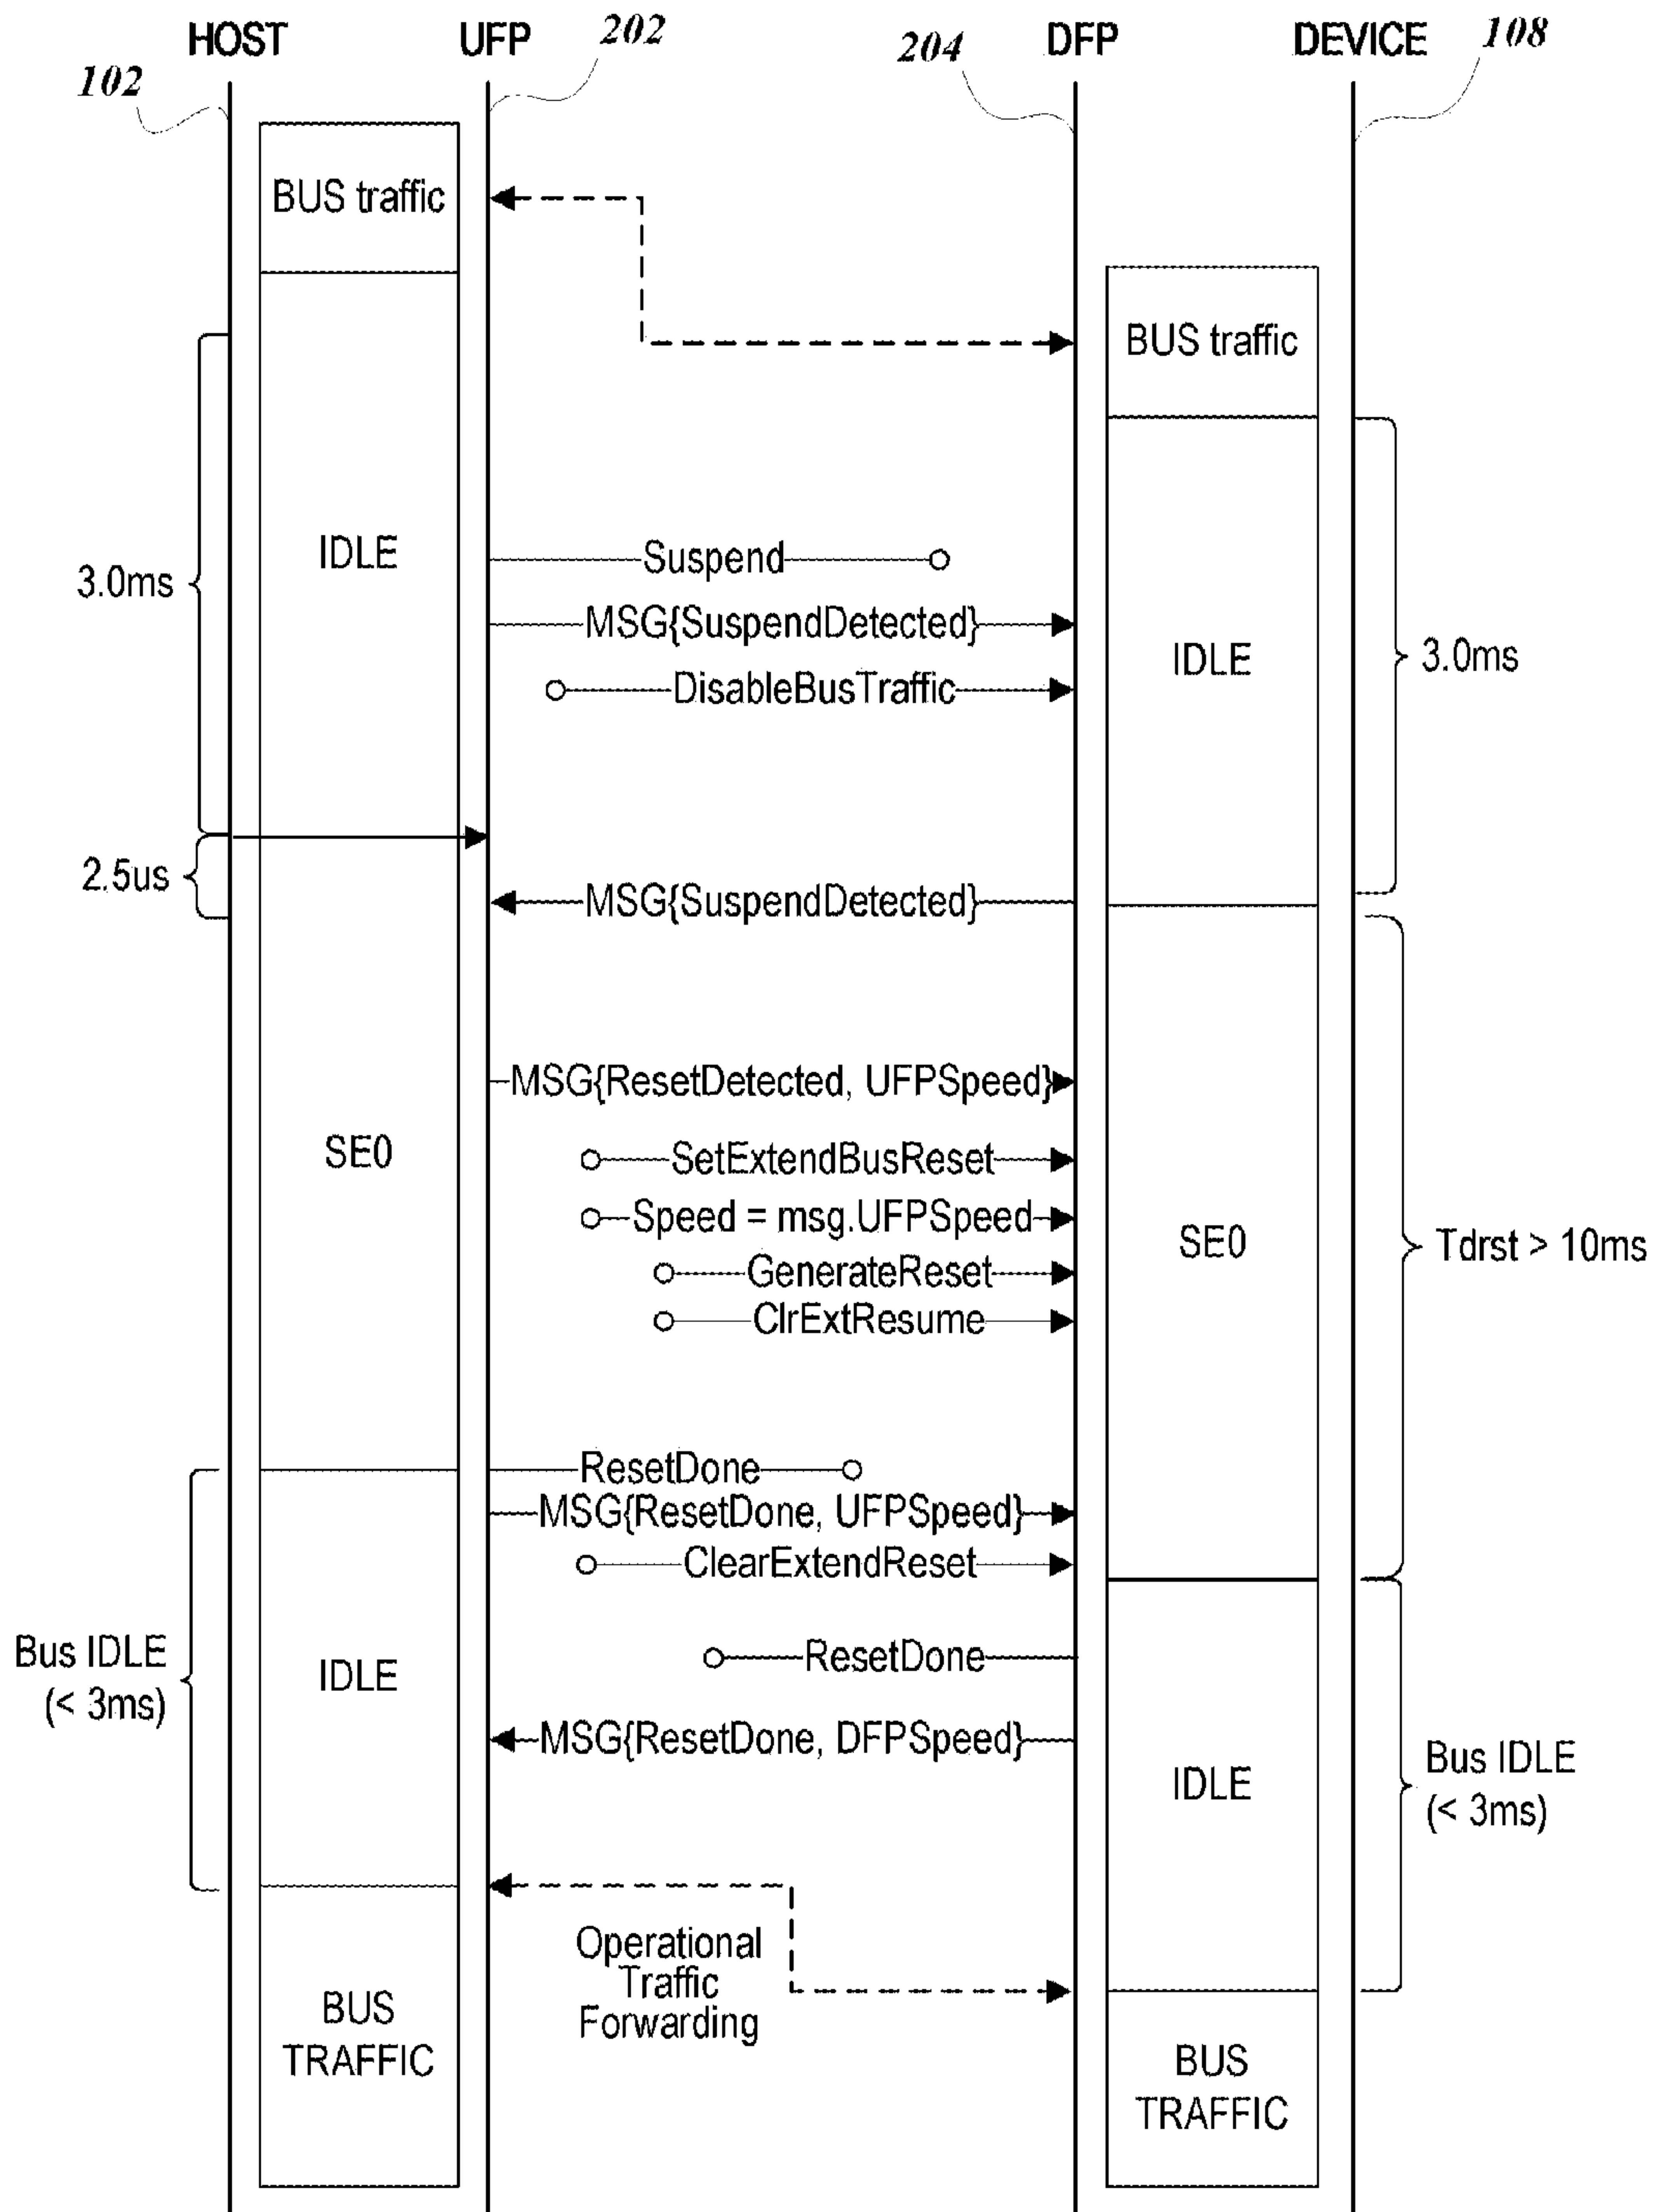 HOST
UFP
202
204
DFP
DEVICE
108
102
BUS traffic
BUS traffic
IDLE
3.0ms
Suspend
MSG{SuspendDetected}
IDLE
3.0ms
DisableBusTraffic
2.5us
MSG{SuspendDetected}
MSG{ResetDetected, UFPSpeed}
SE0
SetExtendBusReset
Speed = msg.UFPSpeed
SE0
Tdrst > 10ms
GenerateReset
ClrExtResume
ResetDone
MSG{ResetDone, UFPSpeed}
ClearExtendReset
Bus IDLE
(< 3ms)
IDLE
ResetDone
MSG{ResetDone, DFPSpeed}
IDLE
Bus IDLE
(< 3ms)
Operational
Traffic
Forwarding
BUS
TRAFFIC
BUS
TRAFFIC